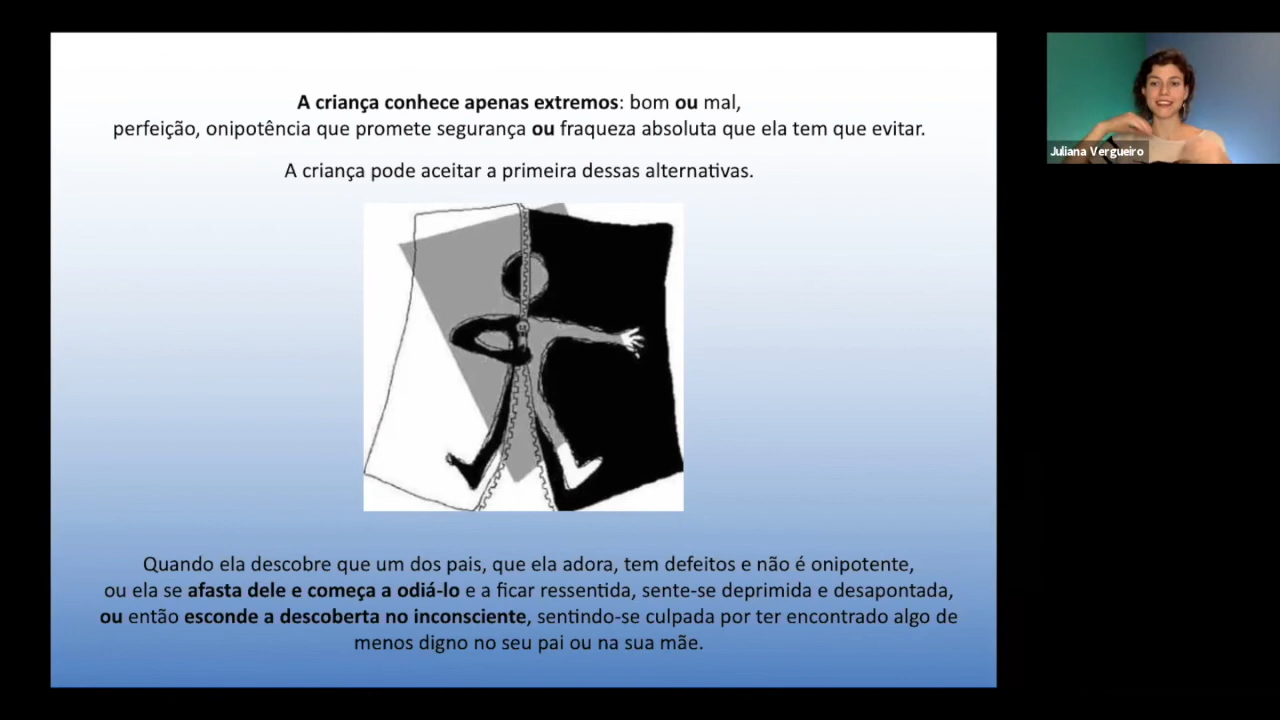 A criança conhece apenas extremos: bom ou mal,
perfeição, onipotência que promete segurança ou fraqueza absoluta que ela tem que evitar.
A criança pode aceitar a primeira dessas alternativas.
Quando ela descobre que um dos pais, que ela adora, tem defeitos e não é onipotente,
ou ela se afasta dele e começa a odiá-lo e a ficar ressentida, sente-se deprimida e desapontada,
ou então esconde a descoberta no inconsciente, sentindo-se culpada por ter encontrado algo de
menos digno no seu pai ou na sua mãe.
Juliana Vergueiro